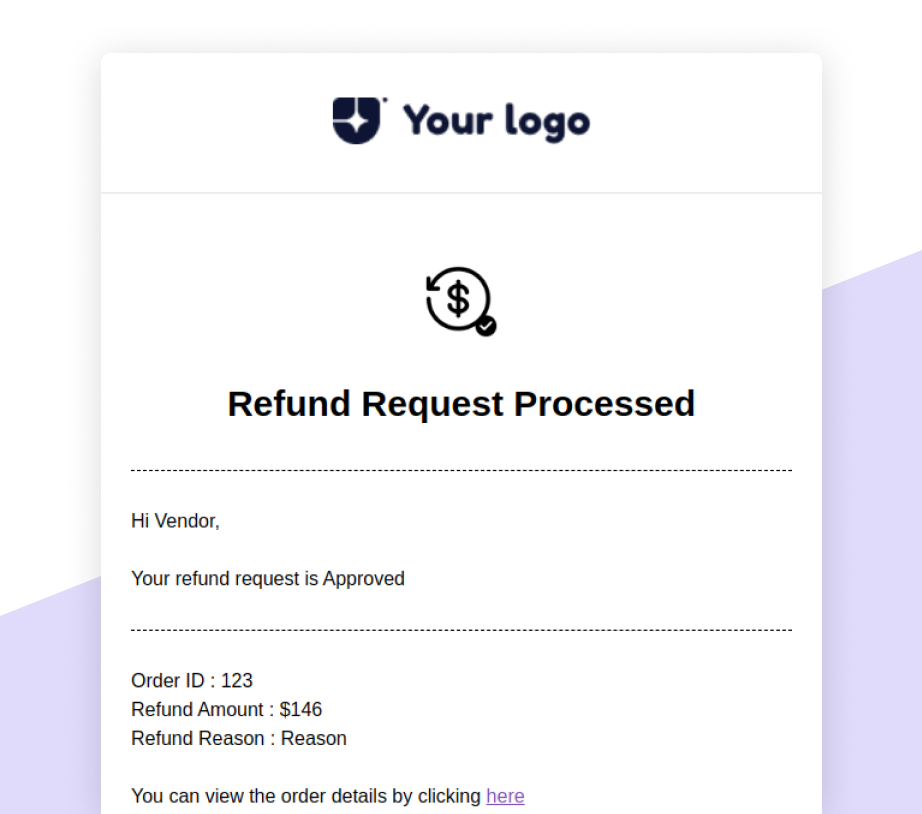 Your logo
Refund Request Processed
Hi Vendor,
Your refund request is Approved
Order ID : 123
Refund Amount : $146
Refund Reason : Reason
You can view the order details by clicking here